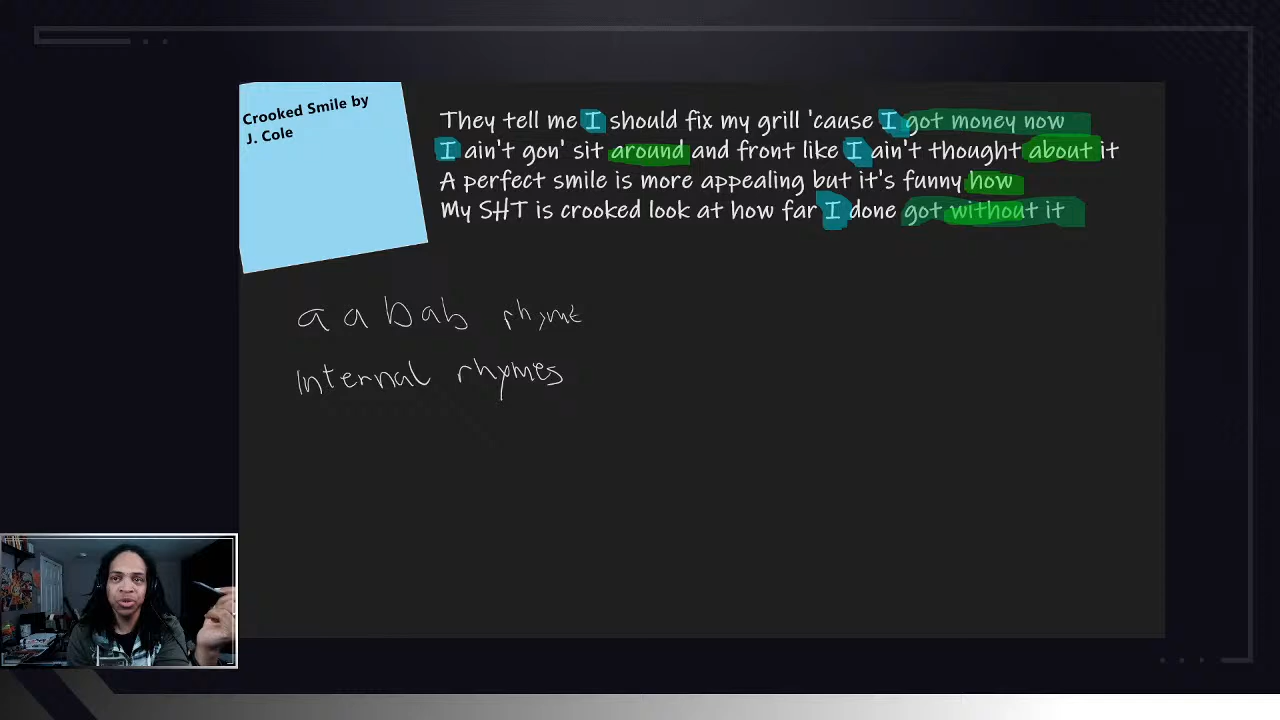 Crooked Smile by
J. Cole
They tell me I should fix my grill 'cause I got money now
I ain't gon' sit around and front like I ain't thought about it
A perfect smile is more appealing but it's funny how
My SHT is crooked look at how far I done got without it
a a b a b rhyme
Internal rhymes